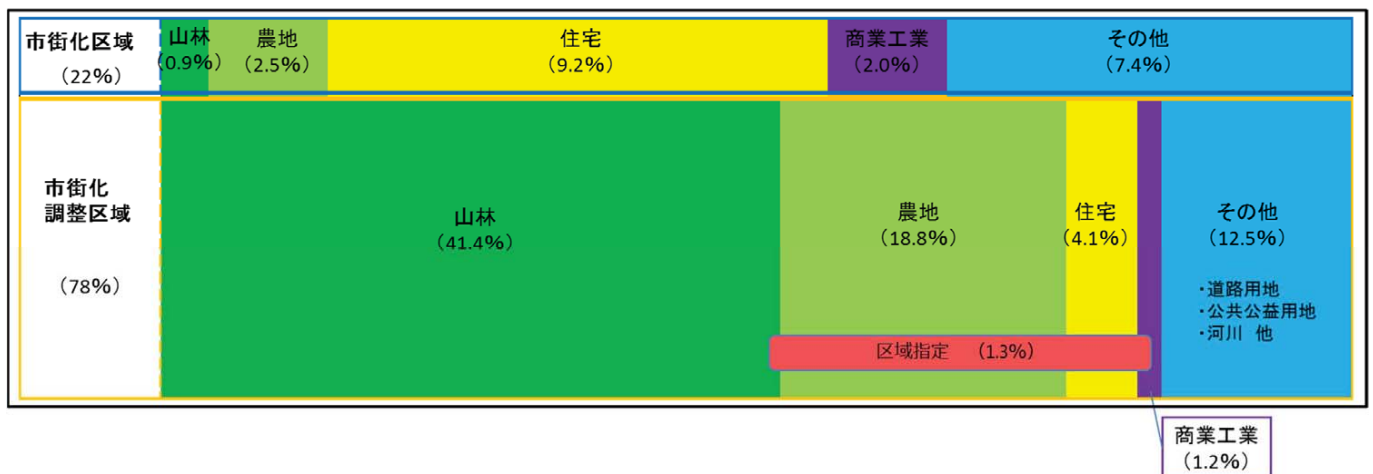 市街化区域
（22%）
山林
（0.9%）
農地
（2.5%）
住宅
（9.2%）
商業工業
（2.0%）
その他
（7.4%）
市街化
調整区域
（78%）
山林
（41.4%）
農地
（18.8%）
住宅
（4.1%）
その他
（12.5%）
・道路用地
・公共公益用地
・河川　他
区域指定　（1.3%）
商業工業
（1.2%）